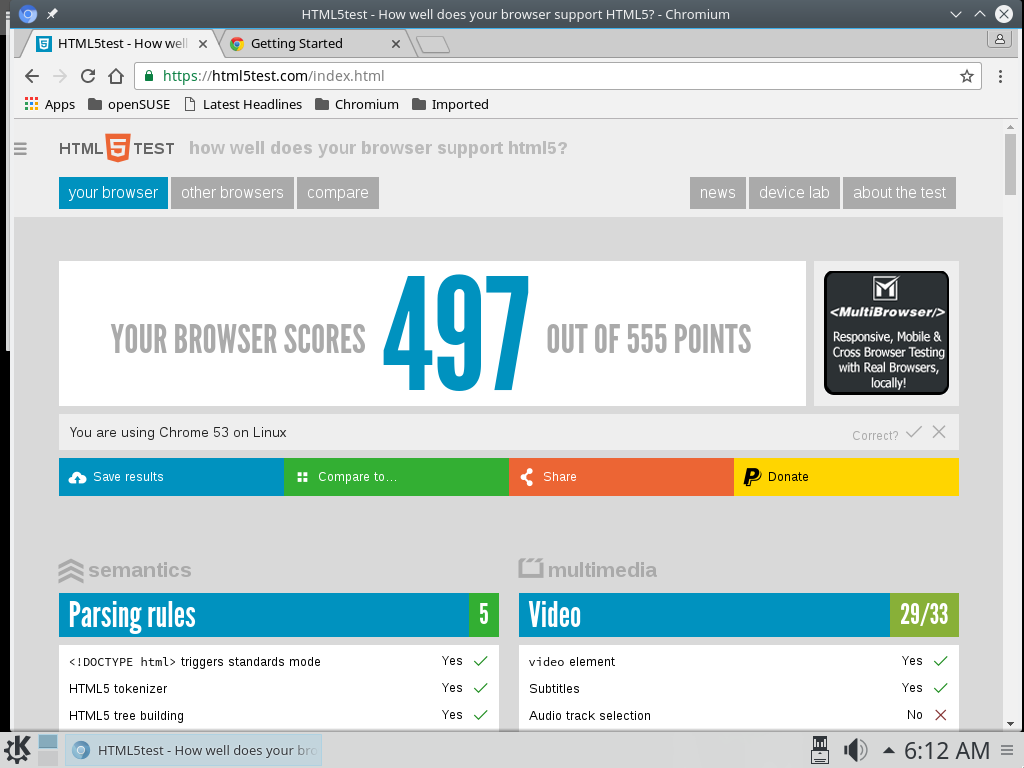 HTML5test - How well does your browser support HTML5? - Chromium
HTML5test - How well
Getting Started
https://html5test.com/index.html
Apps
openSUSE
Latest Headlines
Chromium
Imported
HTML 5 TEST
how well does your browser support html5?
your browser
other browsers
compare
news
device lab
about the test
YOUR BROWSER SCORES 497 OUT OF 555 POINTS
<MultiBrowser/>
Responsive, Mobile &
Cross Browser Testing
with Real Browsers,
locally!
You are using Chrome 53 on Linux
Correct?
Save results
Compare to...
Share
Donate
semantics
Parsing rules 5
<!DOCTYPE html> triggers standards mode Yes
HTML5 tokenizer Yes
HTML5 tree building Yes
multimedia
Video 29/33
video element Yes
Subtitles Yes
Audio track selection No
HTML5test - How well does your bro
6:12 AM